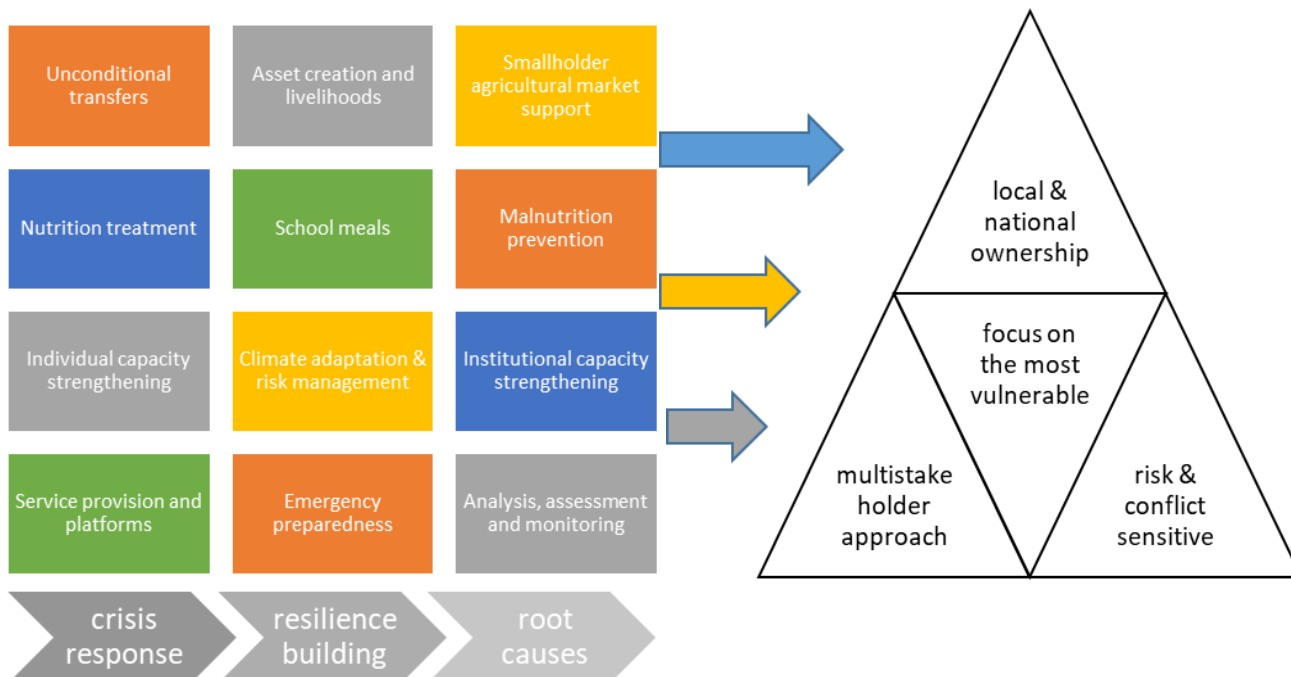 Unconditional
transfers
Asset creation and
livelihoods
Smallholder
agricultural market
support
Nutrition treatment
School meals
Malnutrition
prevention
Individual capacity
strengthening
Climate adaptation &
risk management
Institutional capacity
strengthening
Service provision and
platforms
Emergency
preparedness
Analysis, assessment
and monitoring
crisis
response
resilience
building
root
causes
local &
national
ownership
focus on
the most
vulnerable
multistake
holder
approach
risk &
conflict
sensitive